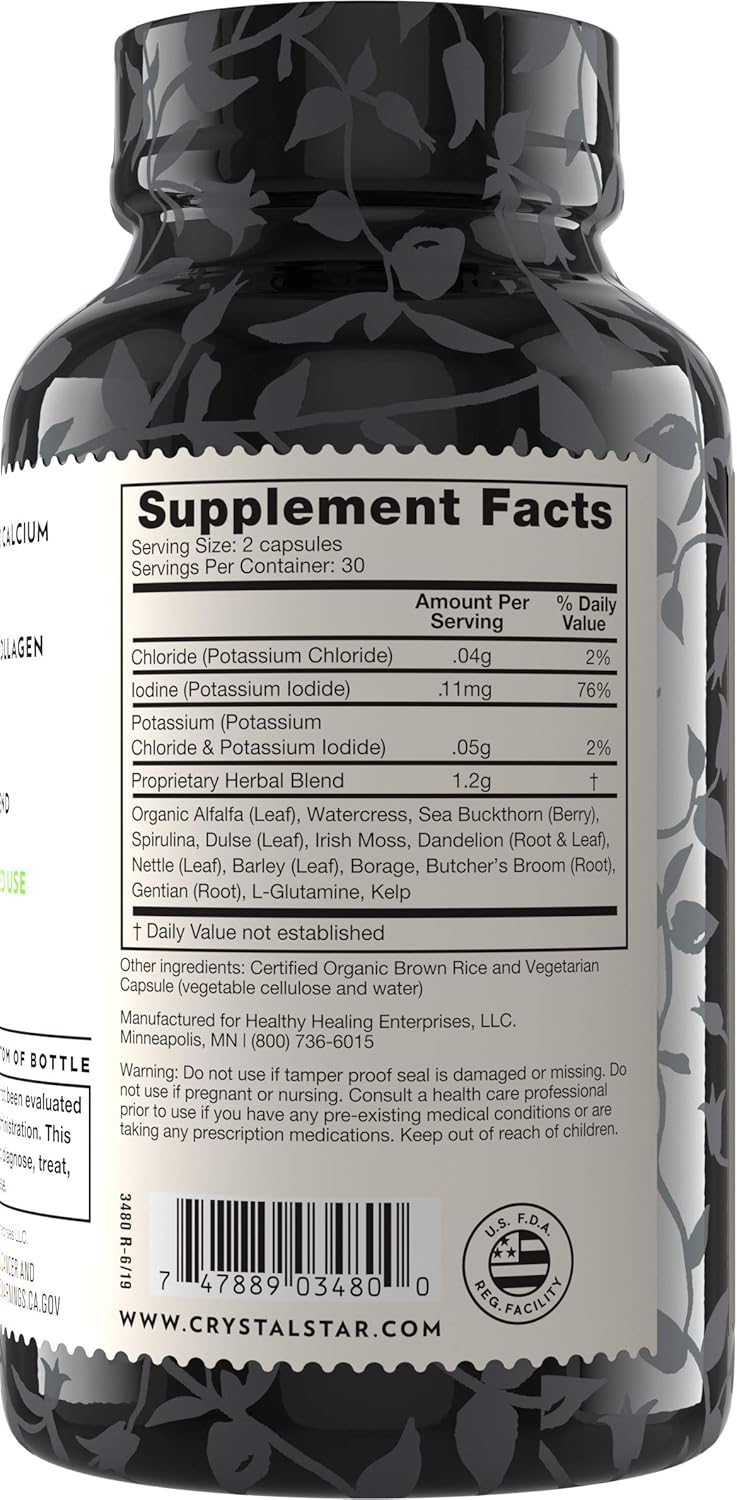 CALCIUM
OLLAGEN
ND
USE
OM OF BOTTLE
been evaluated
This
diagnose, treat,
LLC.
AND
WARNINGS.CA.GOV
Supplement Facts
Serving Size: 2 capsules
Servings Per Container: 30
Amount Per Serving % Daily Value
Chloride (Potassium Chloride) .04g 2%
Iodine (Potassium Iodide) .11mg 76%
Potassium (Potassium
Chloride & Potassium Iodide) .05g 2%
Proprietary Herbal Blend 1.2g †
Organic Alfalfa (Leaf), Watercress, Sea Buckthorn (Berry),
Spirulina, Dulse (Leaf), Irish Moss, Dandelion (Root & Leaf),
Nettle (Leaf), Barley (Leaf), Borage, Butcher's Broom (Root),
Gentian (Root), L-Glutamine, Kelp
† Daily Value not established
Other ingredients: Certified Organic Brown Rice and Vegetarian
Capsule (vegetable cellulose and water)
Manufactured for Healthy Healing Enterprises, LLC.
Minneapolis, MN | (800) 736-6015
Warning: Do not use if tamper proof seal is damaged or missing. Do
not use if pregnant or nursing. Consult a health care professional
prior to use if you have any pre-existing medical conditions or are
taking any prescription medications. Keep out of reach of children.
3480 R-6/19
7 47889 03480 0
WWW.CRYSTALSTAR.COM
U.S. F.D.A.
REG. FACILITY